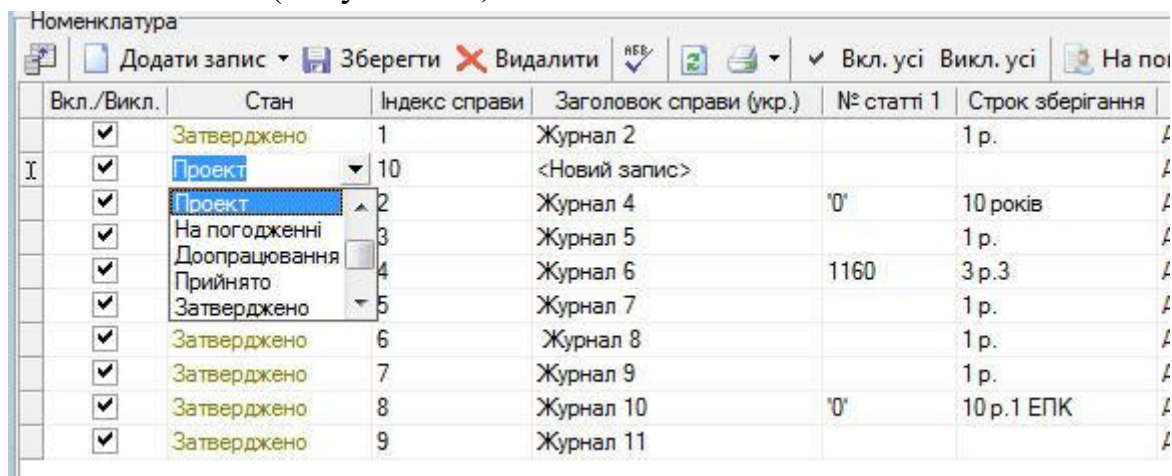 Номенклатура
Додати запис Зберегти Видалити Вкл. усі Викл. усі
Вкл./Викл. Стан Індекс справи Заголовок справи (укр.) № статті 1 Строк зберігання
Затверджено 1 Журнал 2 1 р.
Проект 10 <Новий запис>
Проект 2 Журнал 4 '0' 10 років
На погодженні 3 Журнал 5 1 р.
Доопрацювання
Прийнято 4 Журнал 6 1160 3 р.3
Затверджено 5 Журнал 7 1 р.
Затверджено 6 Журнал 8 1 р.
Затверджено 7 Журнал 9 1 р.
Затверджено 8 Журнал 10 '0' 10 р.1 ЕПК
Затверджено 9 Журнал 11